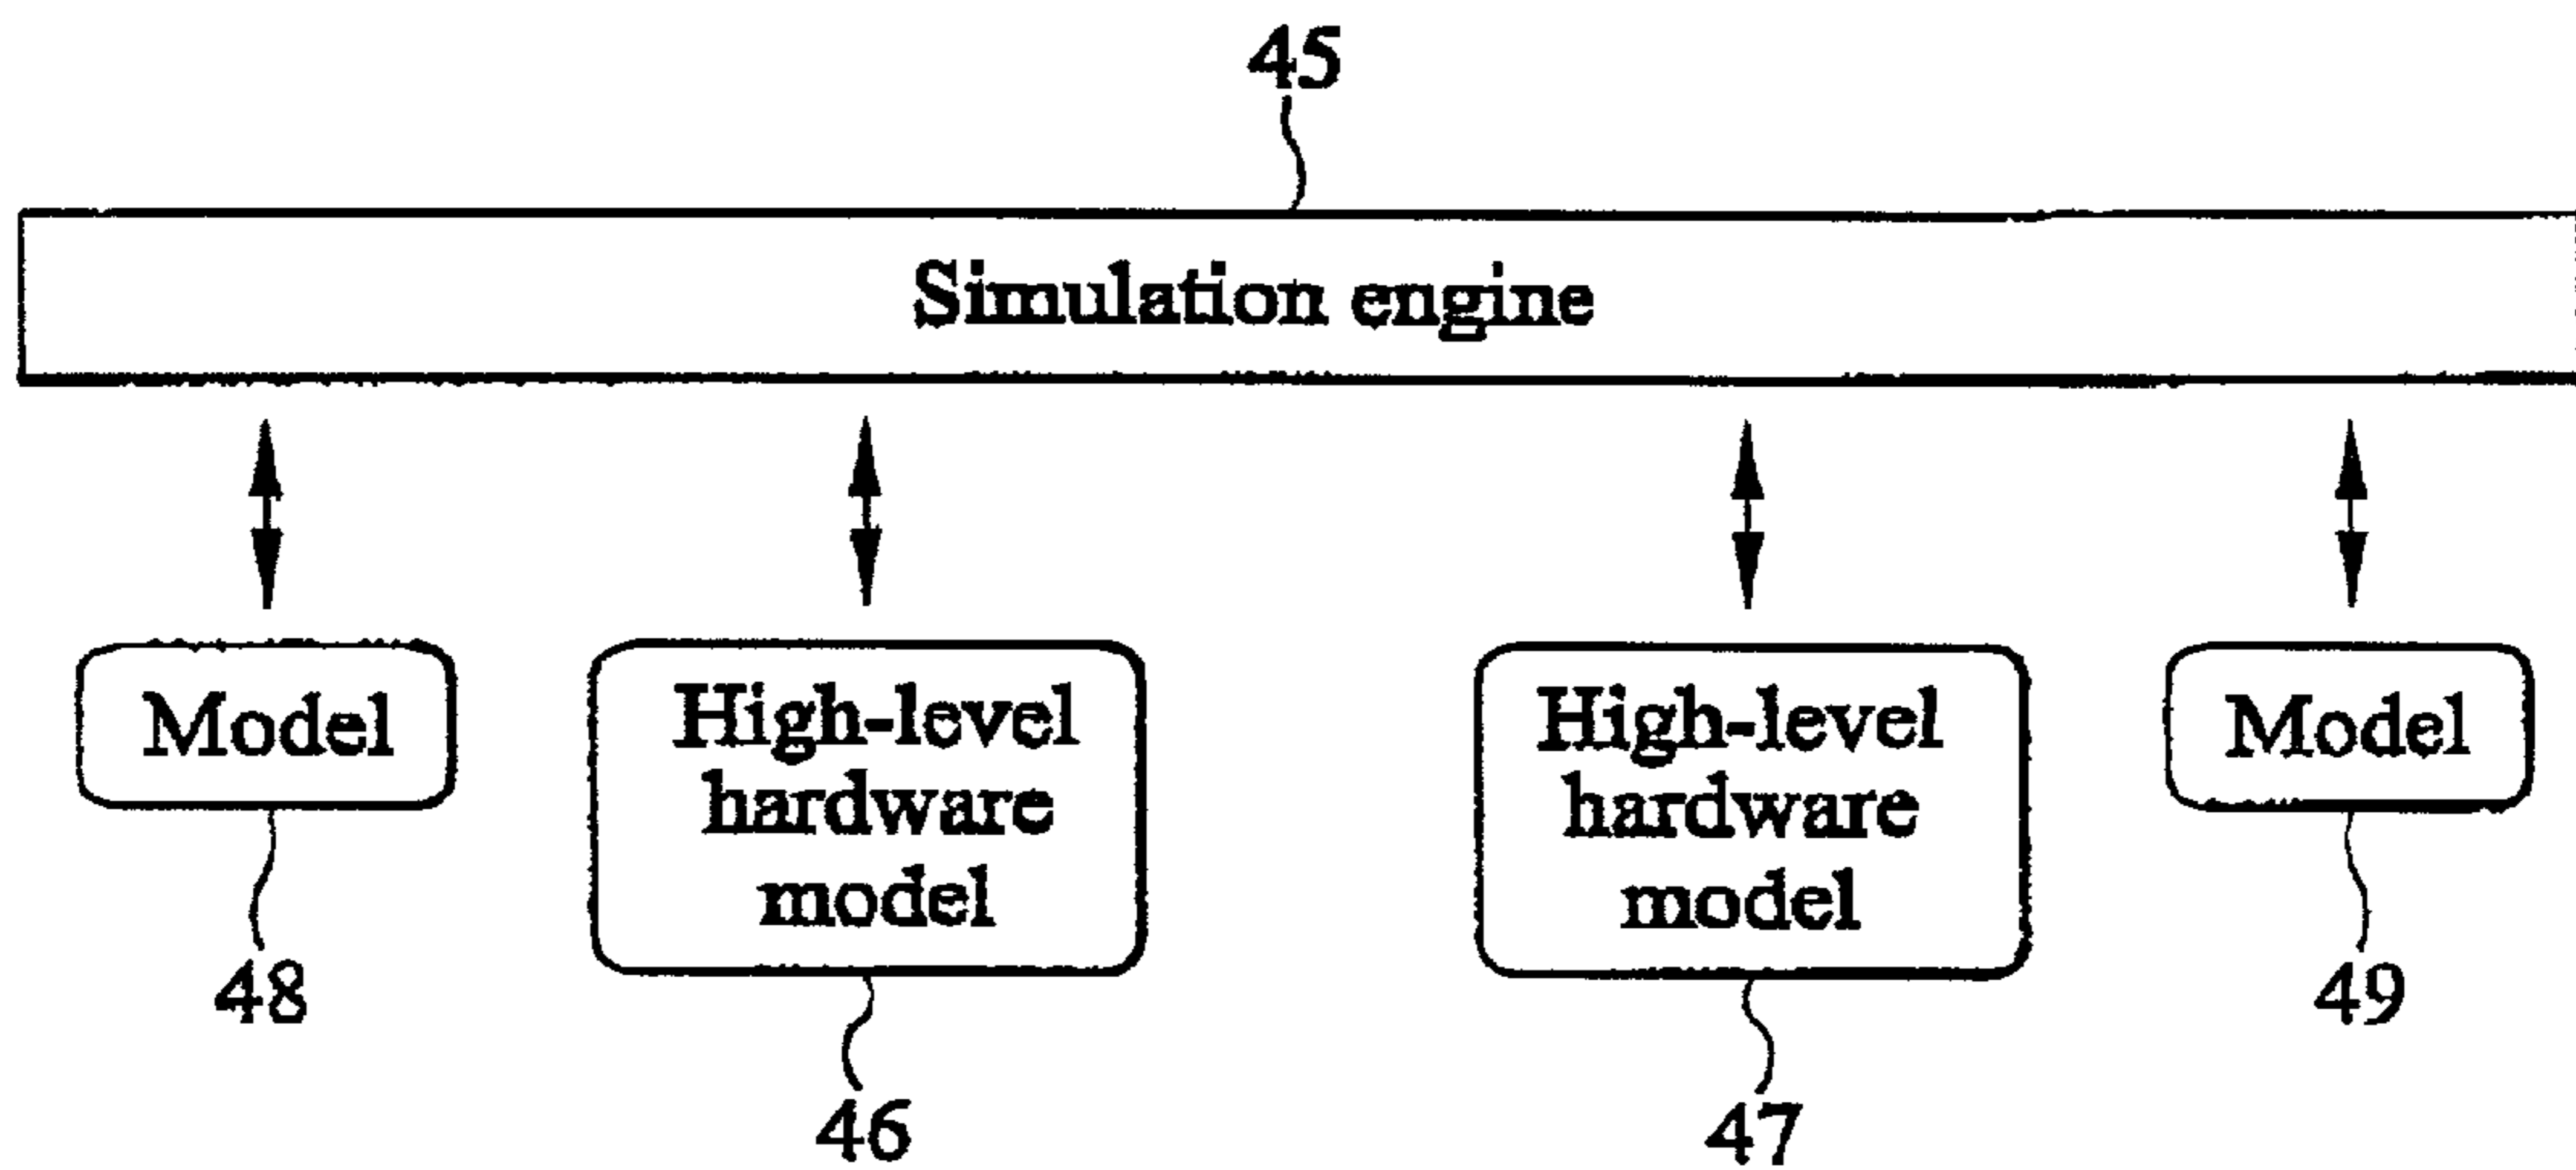 45
Simulation engine
Model
High-level
hardware
model
High-level
hardware
model
Model
48
46
47
49